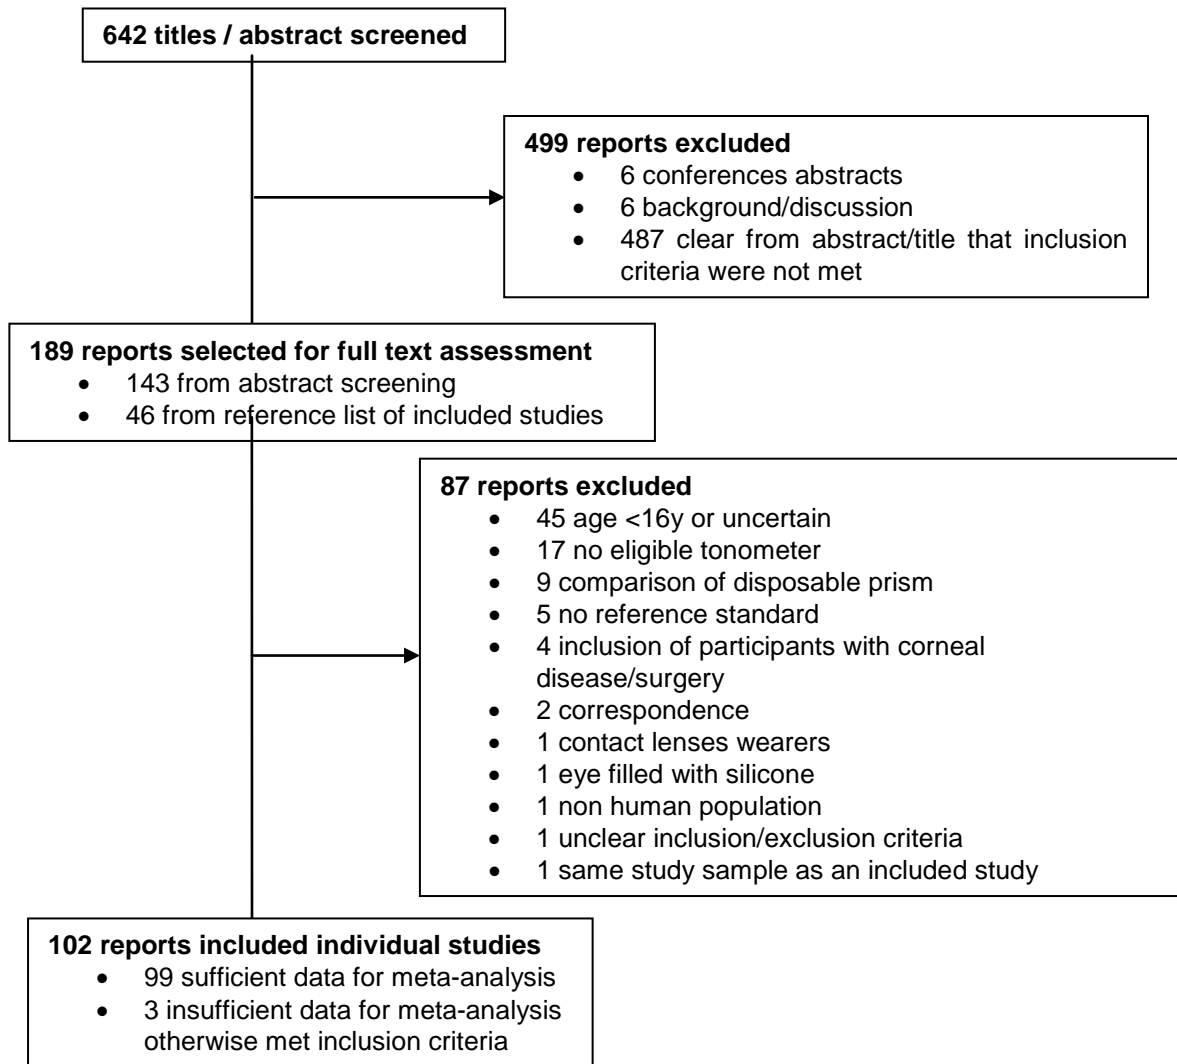 642 titles / abstract screened
499 reports excluded
• 6 conferences abstracts
• 6 background/discussion
• 487 clear from abstract/title that inclusion
criteria were not met
189 reports selected for full text assessment
• 143 from abstract screening
• 46 from reference list of included studies
87 reports excluded
• 45 age <16y or uncertain
• 17 no eligible tonometer
• 9 comparison of disposable prism
• 5 no reference standard
• 4 inclusion of participants with corneal
disease/surgery
• 2 correspondence
• 1 contact lenses wearers
• 1 eye filled with silicone
• 1 non human population
• 1 unclear inclusion/exclusion criteria
• 1 same study sample as an included study
102 reports included individual studies
• 99 sufficient data for meta-analysis
• 3 insufficient data for meta-analysis
otherwise met inclusion criteria